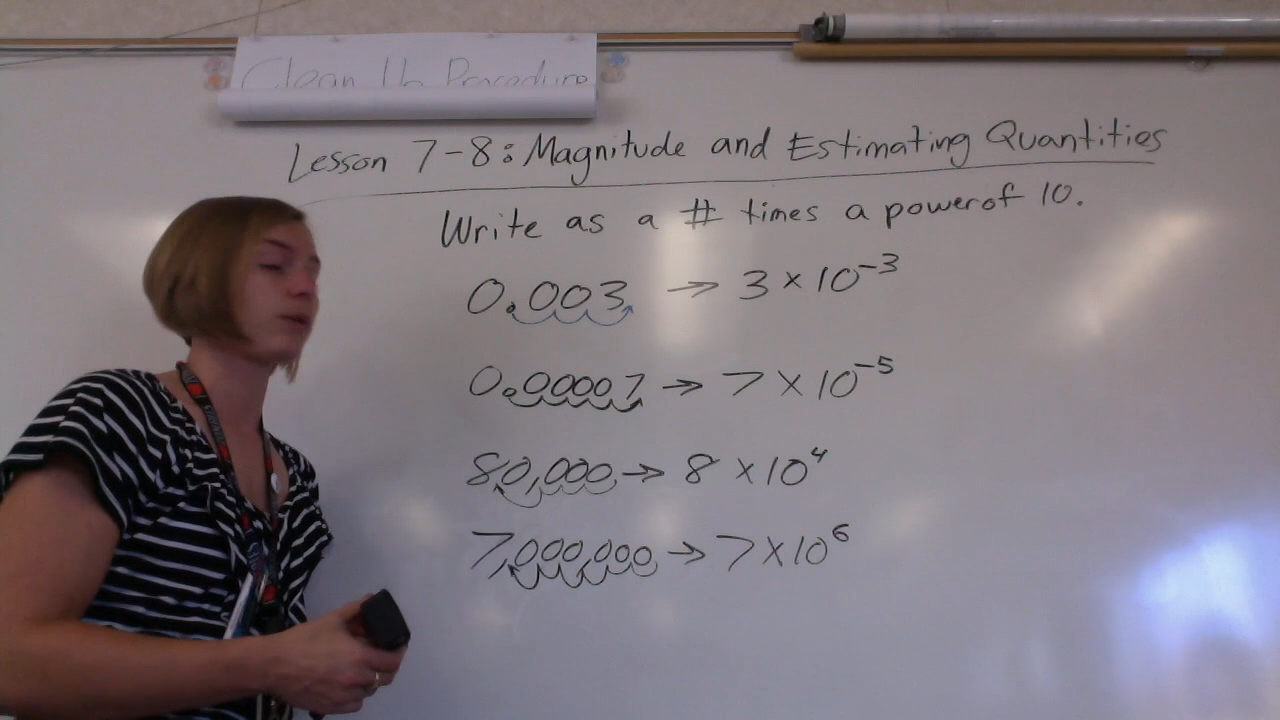 Clean Up Procedure
Lesson 7-8: Magnitude and Estimating Quantities
Write as a # times a power of 10.
0.003 → 3 × 10⁻³
0.00007 → 7 × 10⁻⁵
80,000 → 8 × 10⁴
7,000,000 → 7 × 10⁶